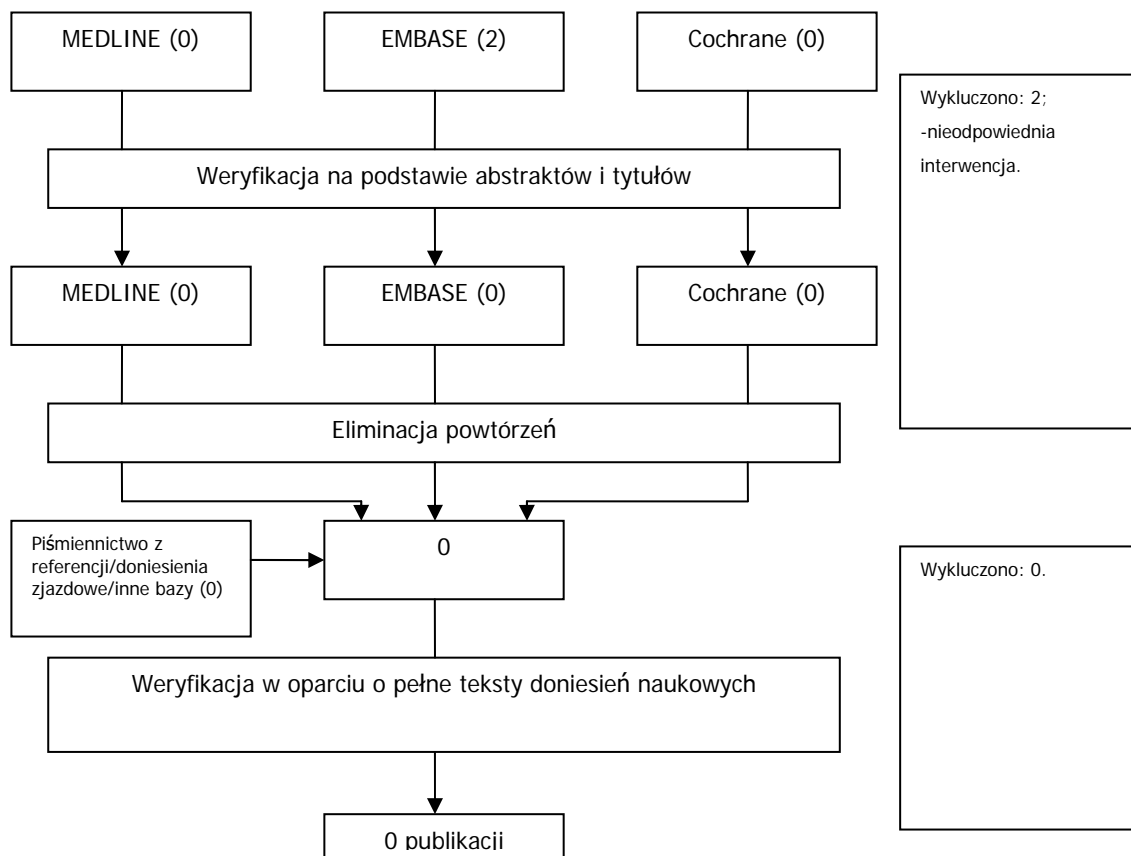 MEDLINE (0)
EMBASE (2)
Cochrane (0)
Wykluczono: 2;
-nieodpowiednia
interwencja.
Weryfikacja na podstawie abstraktów i tytułów
MEDLINE (0)
EMBASE (0)
Cochrane (0)
Eliminacja powtórzeń
Piśmiennictwo z
referencji/doniesienia
zjazdowe/inne bazy (0)
0
Wykluczono: 0.
Weryfikacja w oparciu o pełne teksty doniesień naukowych
0 publikacji